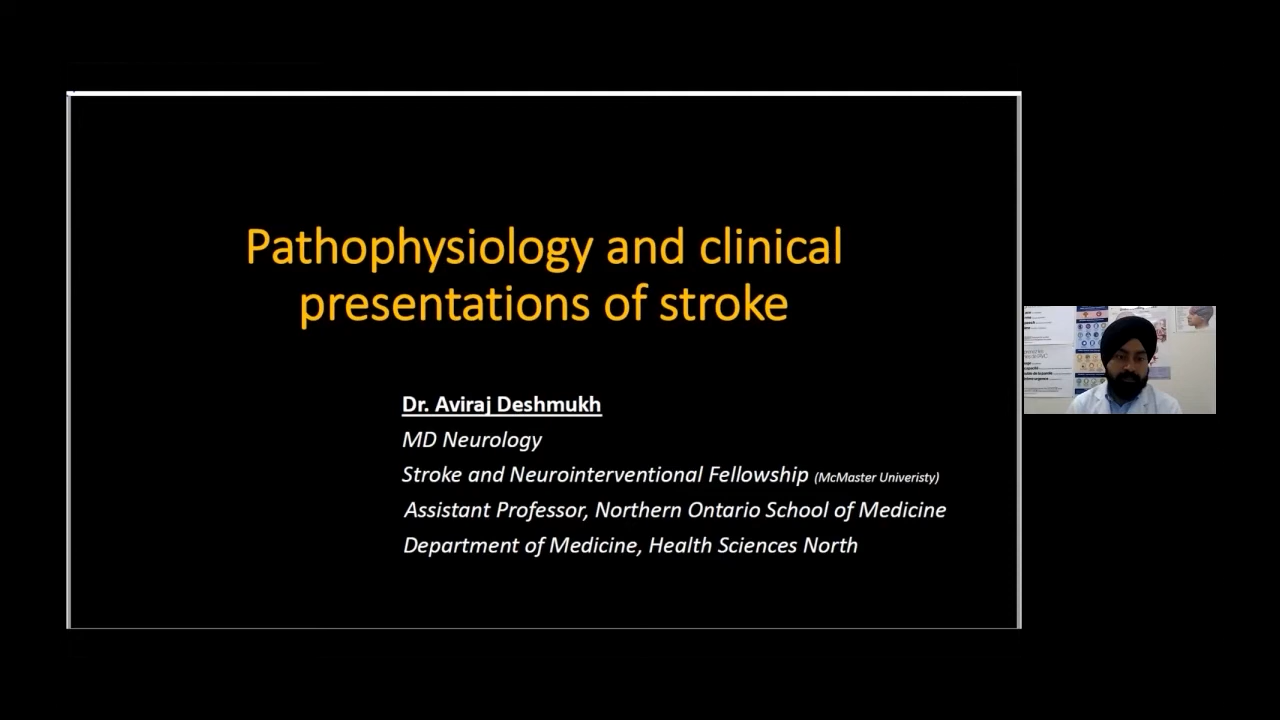 Pathophysiology and clinical
presentations of stroke
Dr. Aviraj Deshmukh
MD Neurology
Stroke and Neurointerventional Fellowship (McMaster Univeristy)
Assistant Professor, Northern Ontario School of Medicine
Department of Medicine, Health Sciences North